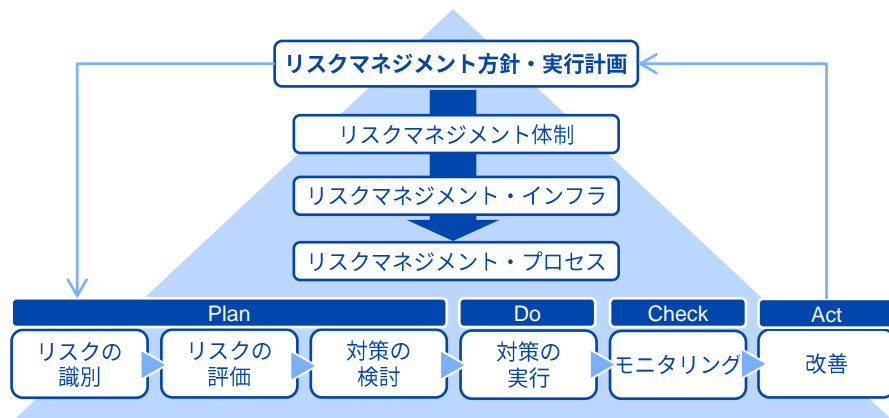 リスクマネジメント方針・実行計画
リスクマネジメント体制
リスクマネジメント・インフラ
リスクマネジメント・プロセス
Plan
Do
Check
Act
リスクの
識別
リスクの
評価
対策の
検討
対策の
実行
モニタリング
改善